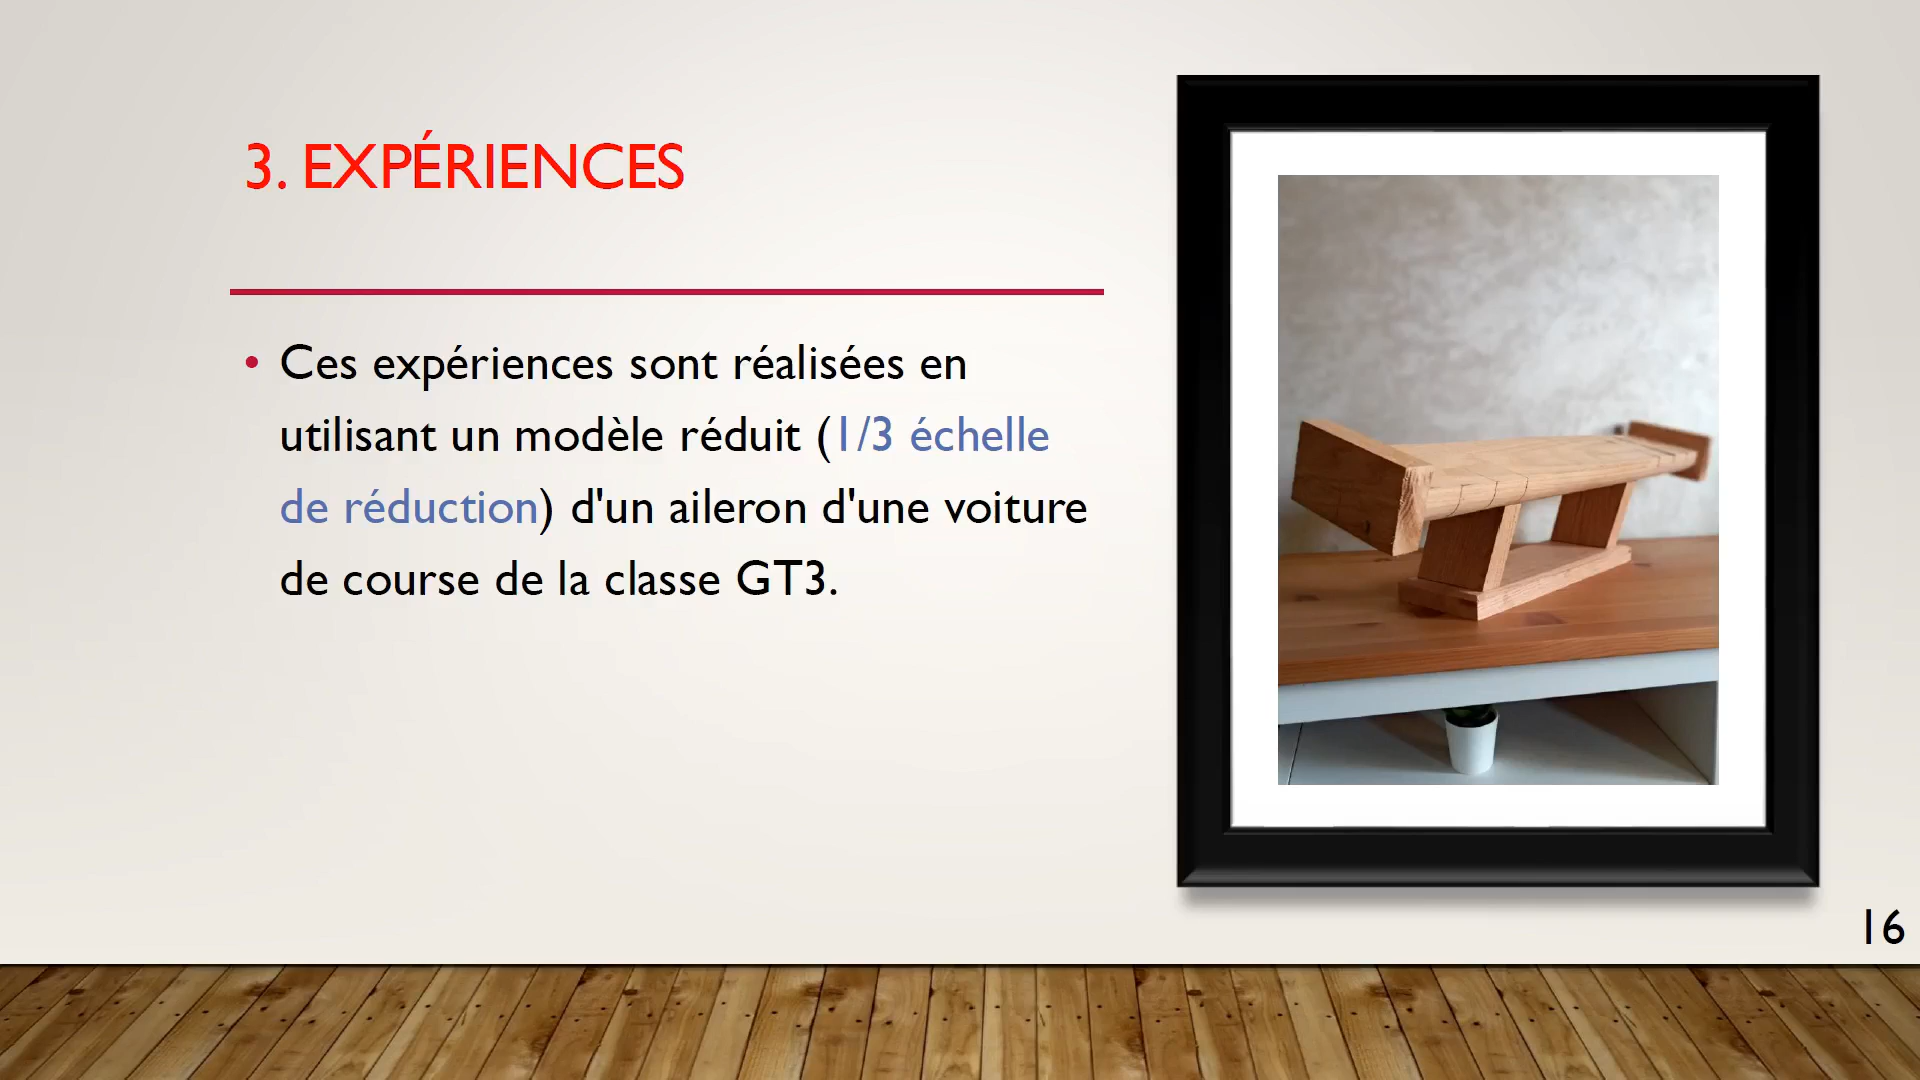 3. EXPÉRIENCES
• Ces expériences sont réalisées en
utilisant un modèle réduit (1/3 échelle
de réduction) d'un aileron d'une voiture
de course de la classe GT3.
16